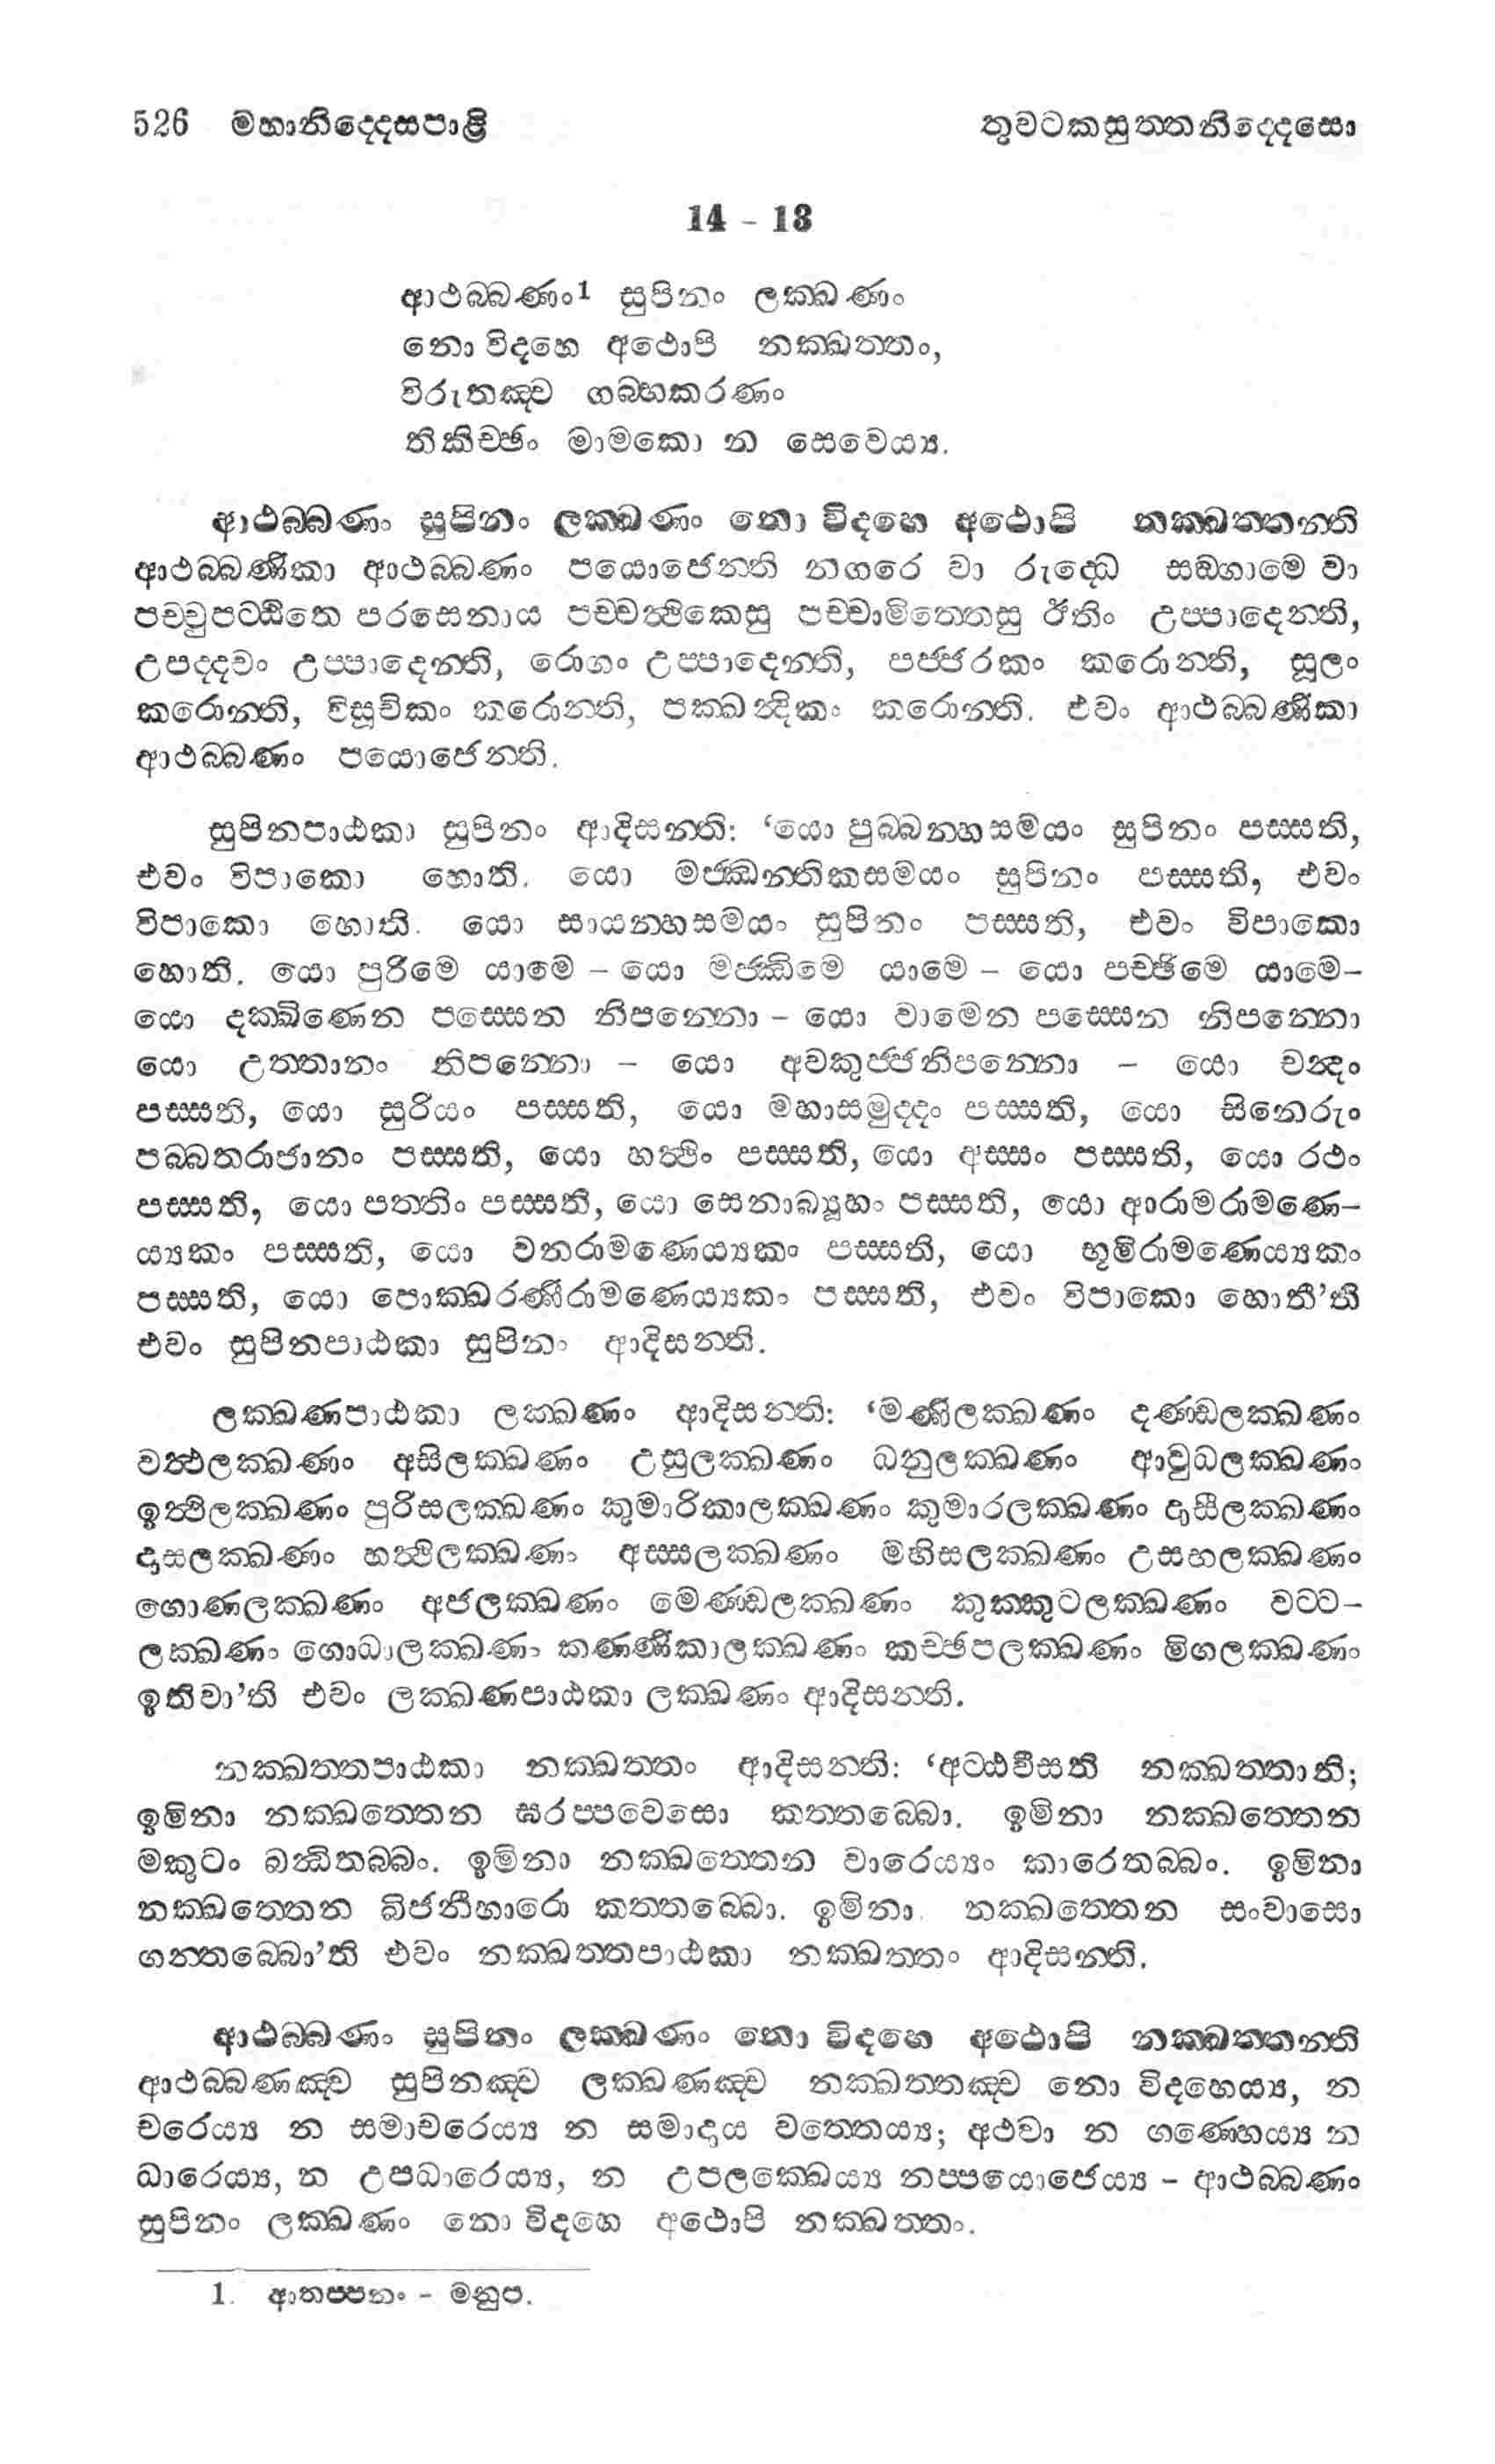 526 මහානිද්දෙසපාළි තුවටකසුත්තනිද්දෙසො
14 - 13
ආථබ්බණං1 සුපිනං ලක්ඛණං
නො විදහෙ අථොපි නක්ඛත්තං,
විරුතඤ්ච ගබ්භකරණං
තිකිච්ඡං මාමකො න සෙවෙය්‍ය.
ආථබ්බණං සුපිනං ලක්ඛණං නො විදහෙ අථොපි නක්ඛත්තන්ති
ආථබ්බණිකා ආථබ්බණං පයොජෙන්ති නගරෙ වා රුද්ධෙ සඞ්ගාමෙ වා
පච්චුපට්ඨිතෙ පරසෙනාය පච්චත්ථිකෙසු පච්චාමිත්තෙසු ඊතිං උප්පාදෙන්ති,
උපද්දවං උප්පාදෙන්ති, රොගං උප්පාදෙන්ති, පජ්ජරකං කරොන්ති, සූලං
කරොන්ති, විසූචිකං කරොන්ති, පක්ඛන්දිකං කරොන්ති. එවං ආථබ්බණිකා
ආථබ්බණං පයොජෙන්ති.
සුපිනපාඨකා සුපිනං ආදිසන්ති: ‘යො පුබ්බන්හසමයං සුපිනං පස්සති,
එවං විපාකො හොති. යො මජ්ඣන්තිකසමයං සුපිනං පස්සති, එවං
විපාකො හොති. යො සායන්හසමයං සුපිනං පස්සති, එවං විපාකො
හොති. යො පුරිමෙ යාමෙ – යො මජ්ඣිමෙ යාමෙ – යො පච්ඡිමෙ යාමෙ–
යො දක්ඛිණෙන පස්සෙන නිපන්නො – යො වාමෙන පස්සෙන නිපන්නො
යො උත්තානං නිපන්නො – යො අවකුජ්ජනිපන්නො – යො චන්දං
පස්සති, යො සුරියං පස්සති, යො මහාසමුද්දං පස්සති, යො සිනෙරුං
පබ්බතරාජානං පස්සති, යො හත්ථිං පස්සති, යො අස්සං පස්සති, යො රථං
පස්සති, යො පත්තිං පස්සති, යො සෙනාබ්‍යූහං පස්සති, යො ආරාමරාමණෙ–
ය්‍යකං පස්සති, යො වනරාමණෙය්‍යකං පස්සති, යො භූමිරාමණෙය්‍යකං
පස්සති, යො පොක්ඛරණීරාමණෙය්‍යකං පස්සති, එවං විපාකො හොතී’ති
එවං සුපිනපාඨකා සුපිනං ආදිසන්ති.
ලක්ඛණපාඨකා ලක්ඛණං ආදිසන්ති: ‘මණිලක්ඛණං දණ්ඩලක්ඛණං
වත්ථලක්ඛණං අසිලක්ඛණං උසුලක්ඛණං ධනුලක්ඛණං ආවුධලක්ඛණං
ඉත්ථිලක්ඛණං පුරිසලක්ඛණං කුමාරිකාලක්ඛණං කුමාරලක්ඛණං දාසීලක්ඛණං
දාසලක්ඛණං හත්ථිලක්ඛණං අස්සලක්ඛණං මහිසලක්ඛණං උසභලක්ඛණං
ගොණලක්ඛණං අජලක්ඛණං මෙණ්ඩලක්ඛණං කුක්කුටලක්ඛණං වට්ට–
ලක්ඛණං ගොධාලක්ඛණං කණ්ණිකාලක්ඛණං කච්ඡපලක්ඛණං මිගලක්ඛණං
ඉතිවා’ති එවං ලක්ඛණපාඨකා ලක්ඛණං ආදිසන්ති.
නක්ඛත්තපාඨකා නක්ඛත්තං ආදිසන්ති: ‘අට්ඨවීසති නක්ඛත්තානි;
ඉමිනා නක්ඛත්තෙන ඝරප්පවෙසො කත්තබ්බො. ඉමිනා නක්ඛත්තෙන
මකුටං බන්ධිතබ්බං. ඉමිනා නක්ඛත්තෙන වාරෙය්‍යං කාරෙතබ්බං. ඉමිනා
නක්ඛත්තෙන බිජනීහාරො කත්තබ්බො. ඉමිනා නක්ඛත්තෙන සංවාසො
ගන්තබ්බො’ති එවං නක්ඛත්තපාඨකා නක්ඛත්තං ආදිසන්ති.
ආථබ්බණං සුපිනං ලක්ඛණං නො විදහෙ අථොපි නක්ඛත්තන්ති
ආථබ්බණඤ්ච සුපිනඤ්ච ලක්ඛණඤ්ච නක්ඛත්තඤ්ච නො විදහෙය්‍ය, න
චරෙය්‍ය න සමාචරෙය්‍ය න සමාදාය වත්තෙය්‍ය; අථවා න ගණ්හෙය්‍ය න
ධාරෙය්‍ය, න උපධාරෙය්‍ය, න උපලක්ඛෙය්‍ය නප්පයොජෙය්‍ය – ආථබ්බණං
සුපිනං ලක්ඛණං නො විදහෙ අථොපි නක්ඛත්තං.
1. ආතප්පනං – මනුප.